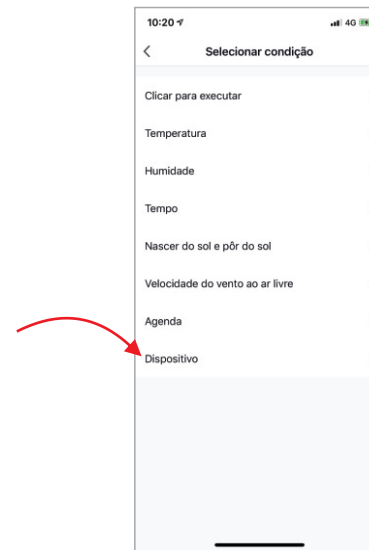 10:20
4G
Selecionar condição
Clicar para executar
Temperatura
Humidade
Tempo
Nascer do sol e pôr do sol
Velocidade do vento ao ar livre
Agenda
Dispositivo